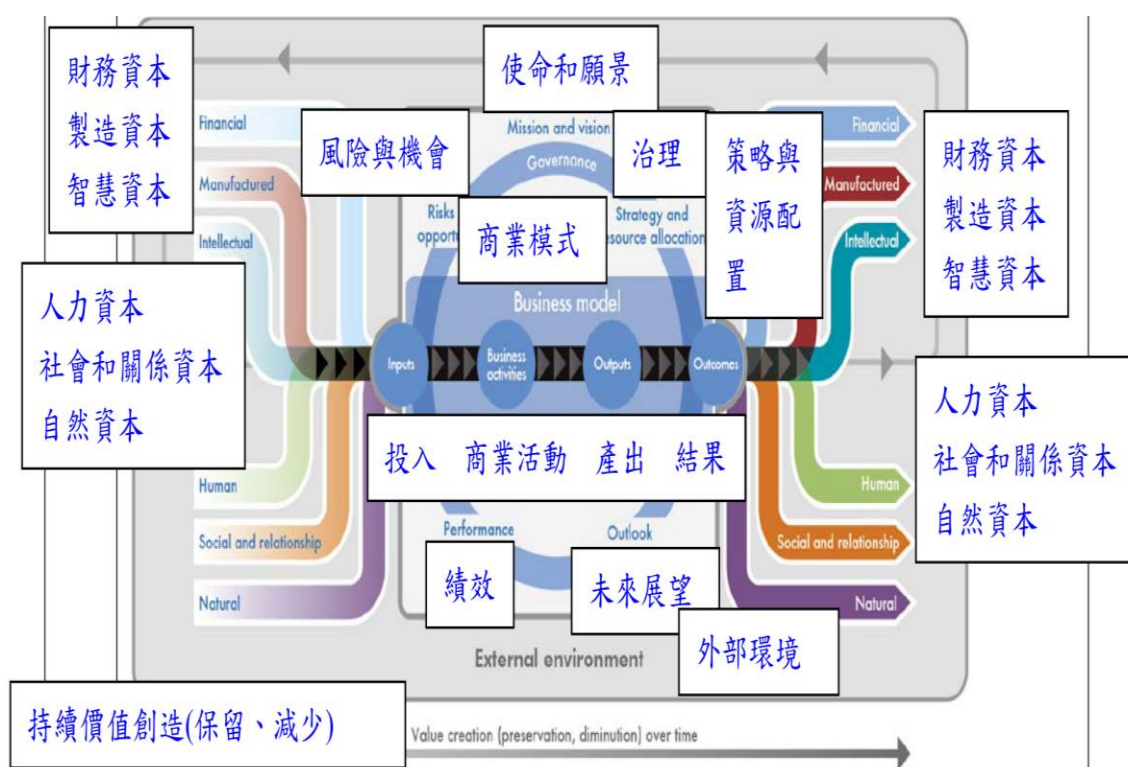 財務資本
製造資本
智慧資本
使命和願景
Financial
Mission and vision
Financial
風險與機會
Governance
治理
策略與
資源配
置
財務資本
製造資本
智慧資本
Manufactured
Manufactured
Intellectual
Risks
opportu
商業模式
Strategy and
esource allocation
Intellectual
人力資本
社會和關係資本
自然資本
Business model
Inputs
Business
activities
Outputs
Outcomes
人力資本
社會和關係資本
自然資本
投入 商業活動 產出 結果
Human
Human
Social and relationship
Performance
Outlook
Social and relationship
績效
未來展望
Natural
Natural
外部環境
External environment
持續價值創造(保留、減少)
Value creation (preservation, diminution) over time